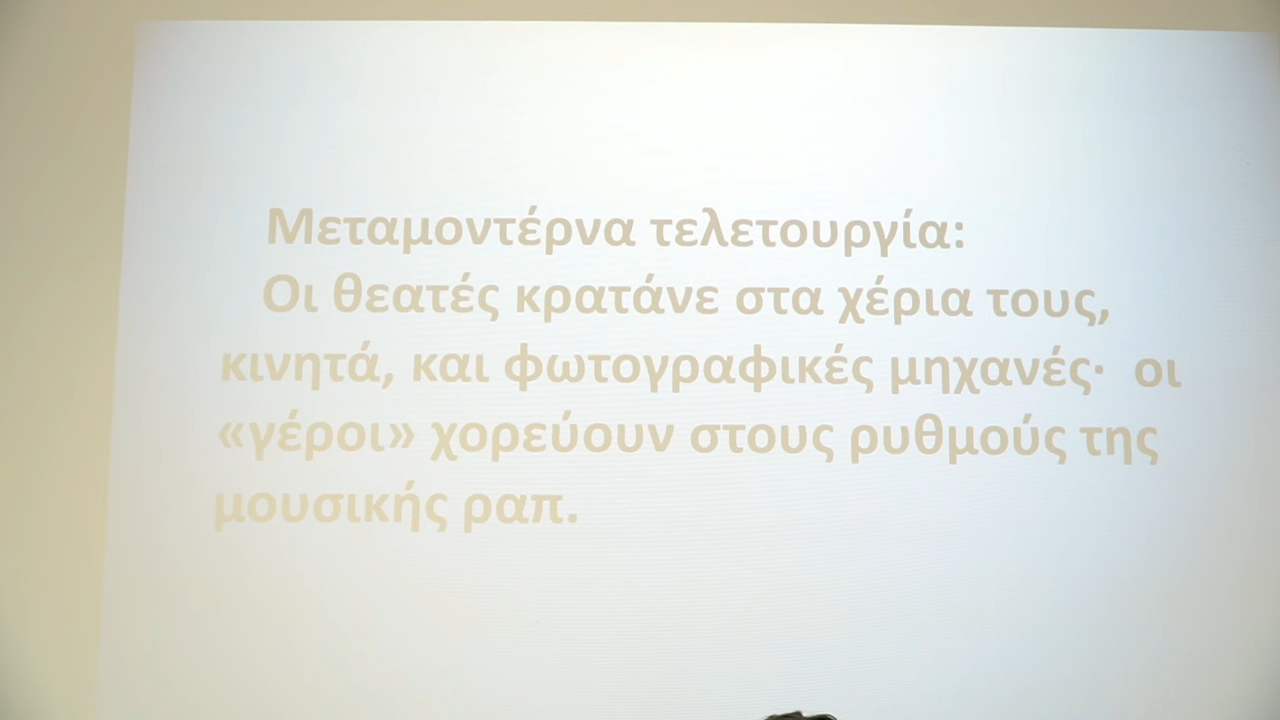 Μεταμοντέρνα τελετουργία:
Οι θεατές κρατάνε στα χέρια τους,
κινητά, και φωτογραφικές μηχανές· οι
«γέροι» χορεύουν στους ρυθμούς της
μουσικής ραπ.